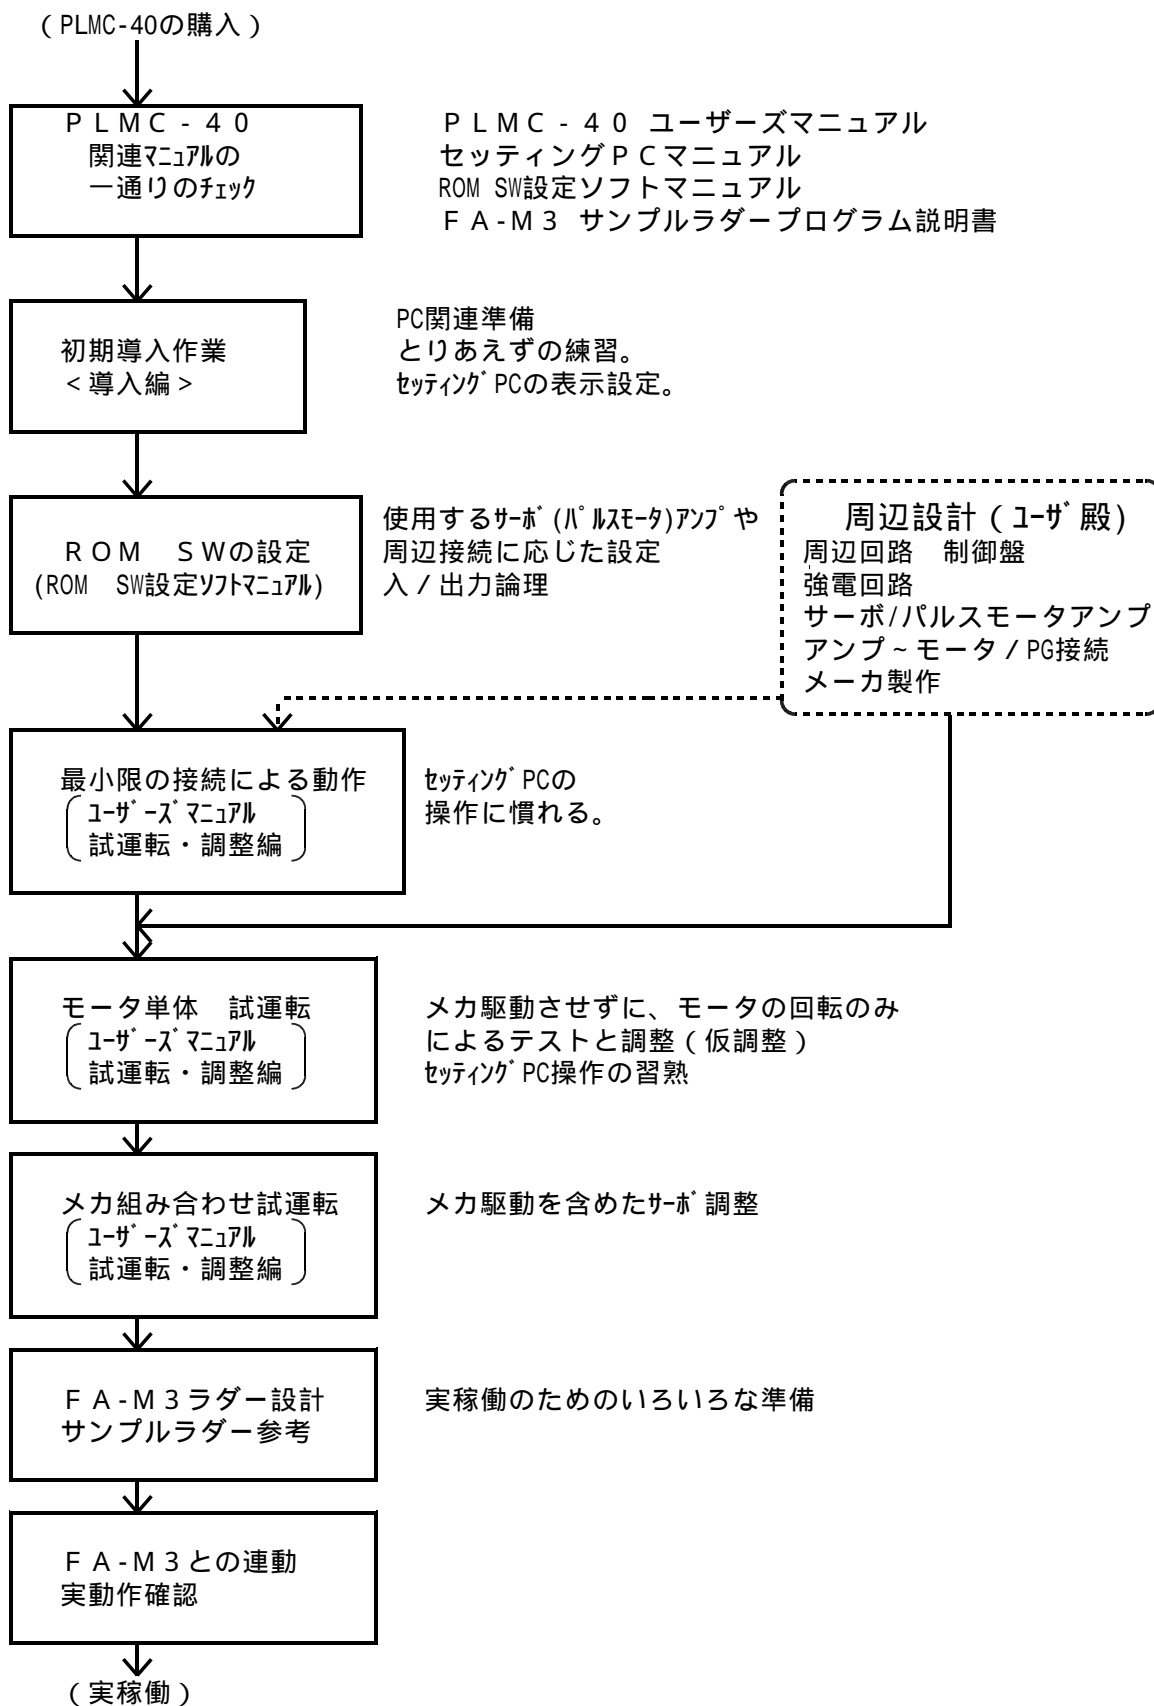 （PLMC-40の購入）
ＰＬＭＣ-４０
関連ﾏﾆｭｱﾙの
一通りのﾁｪｯｸ
ＰＬＭＣ-４０ ユーザーズマニュアル
セッティングＰＣマニュアル
ROM SW設定ソフトマニュアル
ＦＡ-Ｍ３ サンプルラダープログラム説明書
初期導入作業
＜導入編＞
PC関連準備
とりあえずの練習。
ｾｯﾃｨﾝｸﾞPCの表示設定。
ＲＯＭ　ＳＷの設定
(ROM　SW設定ｿﾌﾄﾏﾆｭｱﾙ)
使用するｻｰﾎﾞ(ﾊﾟﾙｽﾓｰﾀ)ｱﾝﾌﾟや
周辺接続に応じた設定
入／出力論理
周辺設計（ﾕｰｻﾞ殿)
周辺回路　制御盤
強電回路
サーボ/パルスモータアンプ
アンプ～モータ／PG接続
メーカ製作
最小限の接続による動作
ﾕｰｻﾞｰｽﾞﾏﾆｭｱﾙ
試運転・調整編
ｾｯﾃｨﾝｸﾞPCの
操作に慣れる。
モータ単体　試運転
ﾕｰｻﾞｰｽﾞﾏﾆｭｱﾙ
試運転・調整編
メカ駆動させずに、モータの回転のみ
によるテストと調整（仮調整）
ｾｯﾃｨﾝｸﾞPC操作の習熟
メカ組み合わせ試運転
ﾕｰｻﾞｰｽﾞﾏﾆｭｱﾙ
試運転・調整編
メカ駆動を含めたｻｰﾎﾞ調整
ＦＡ-Ｍ３ラダー設計
サンプルラダー参考
実稼働のためのいろいろな準備
ＦＡ-Ｍ３との連動
実動作確認
（実稼働）